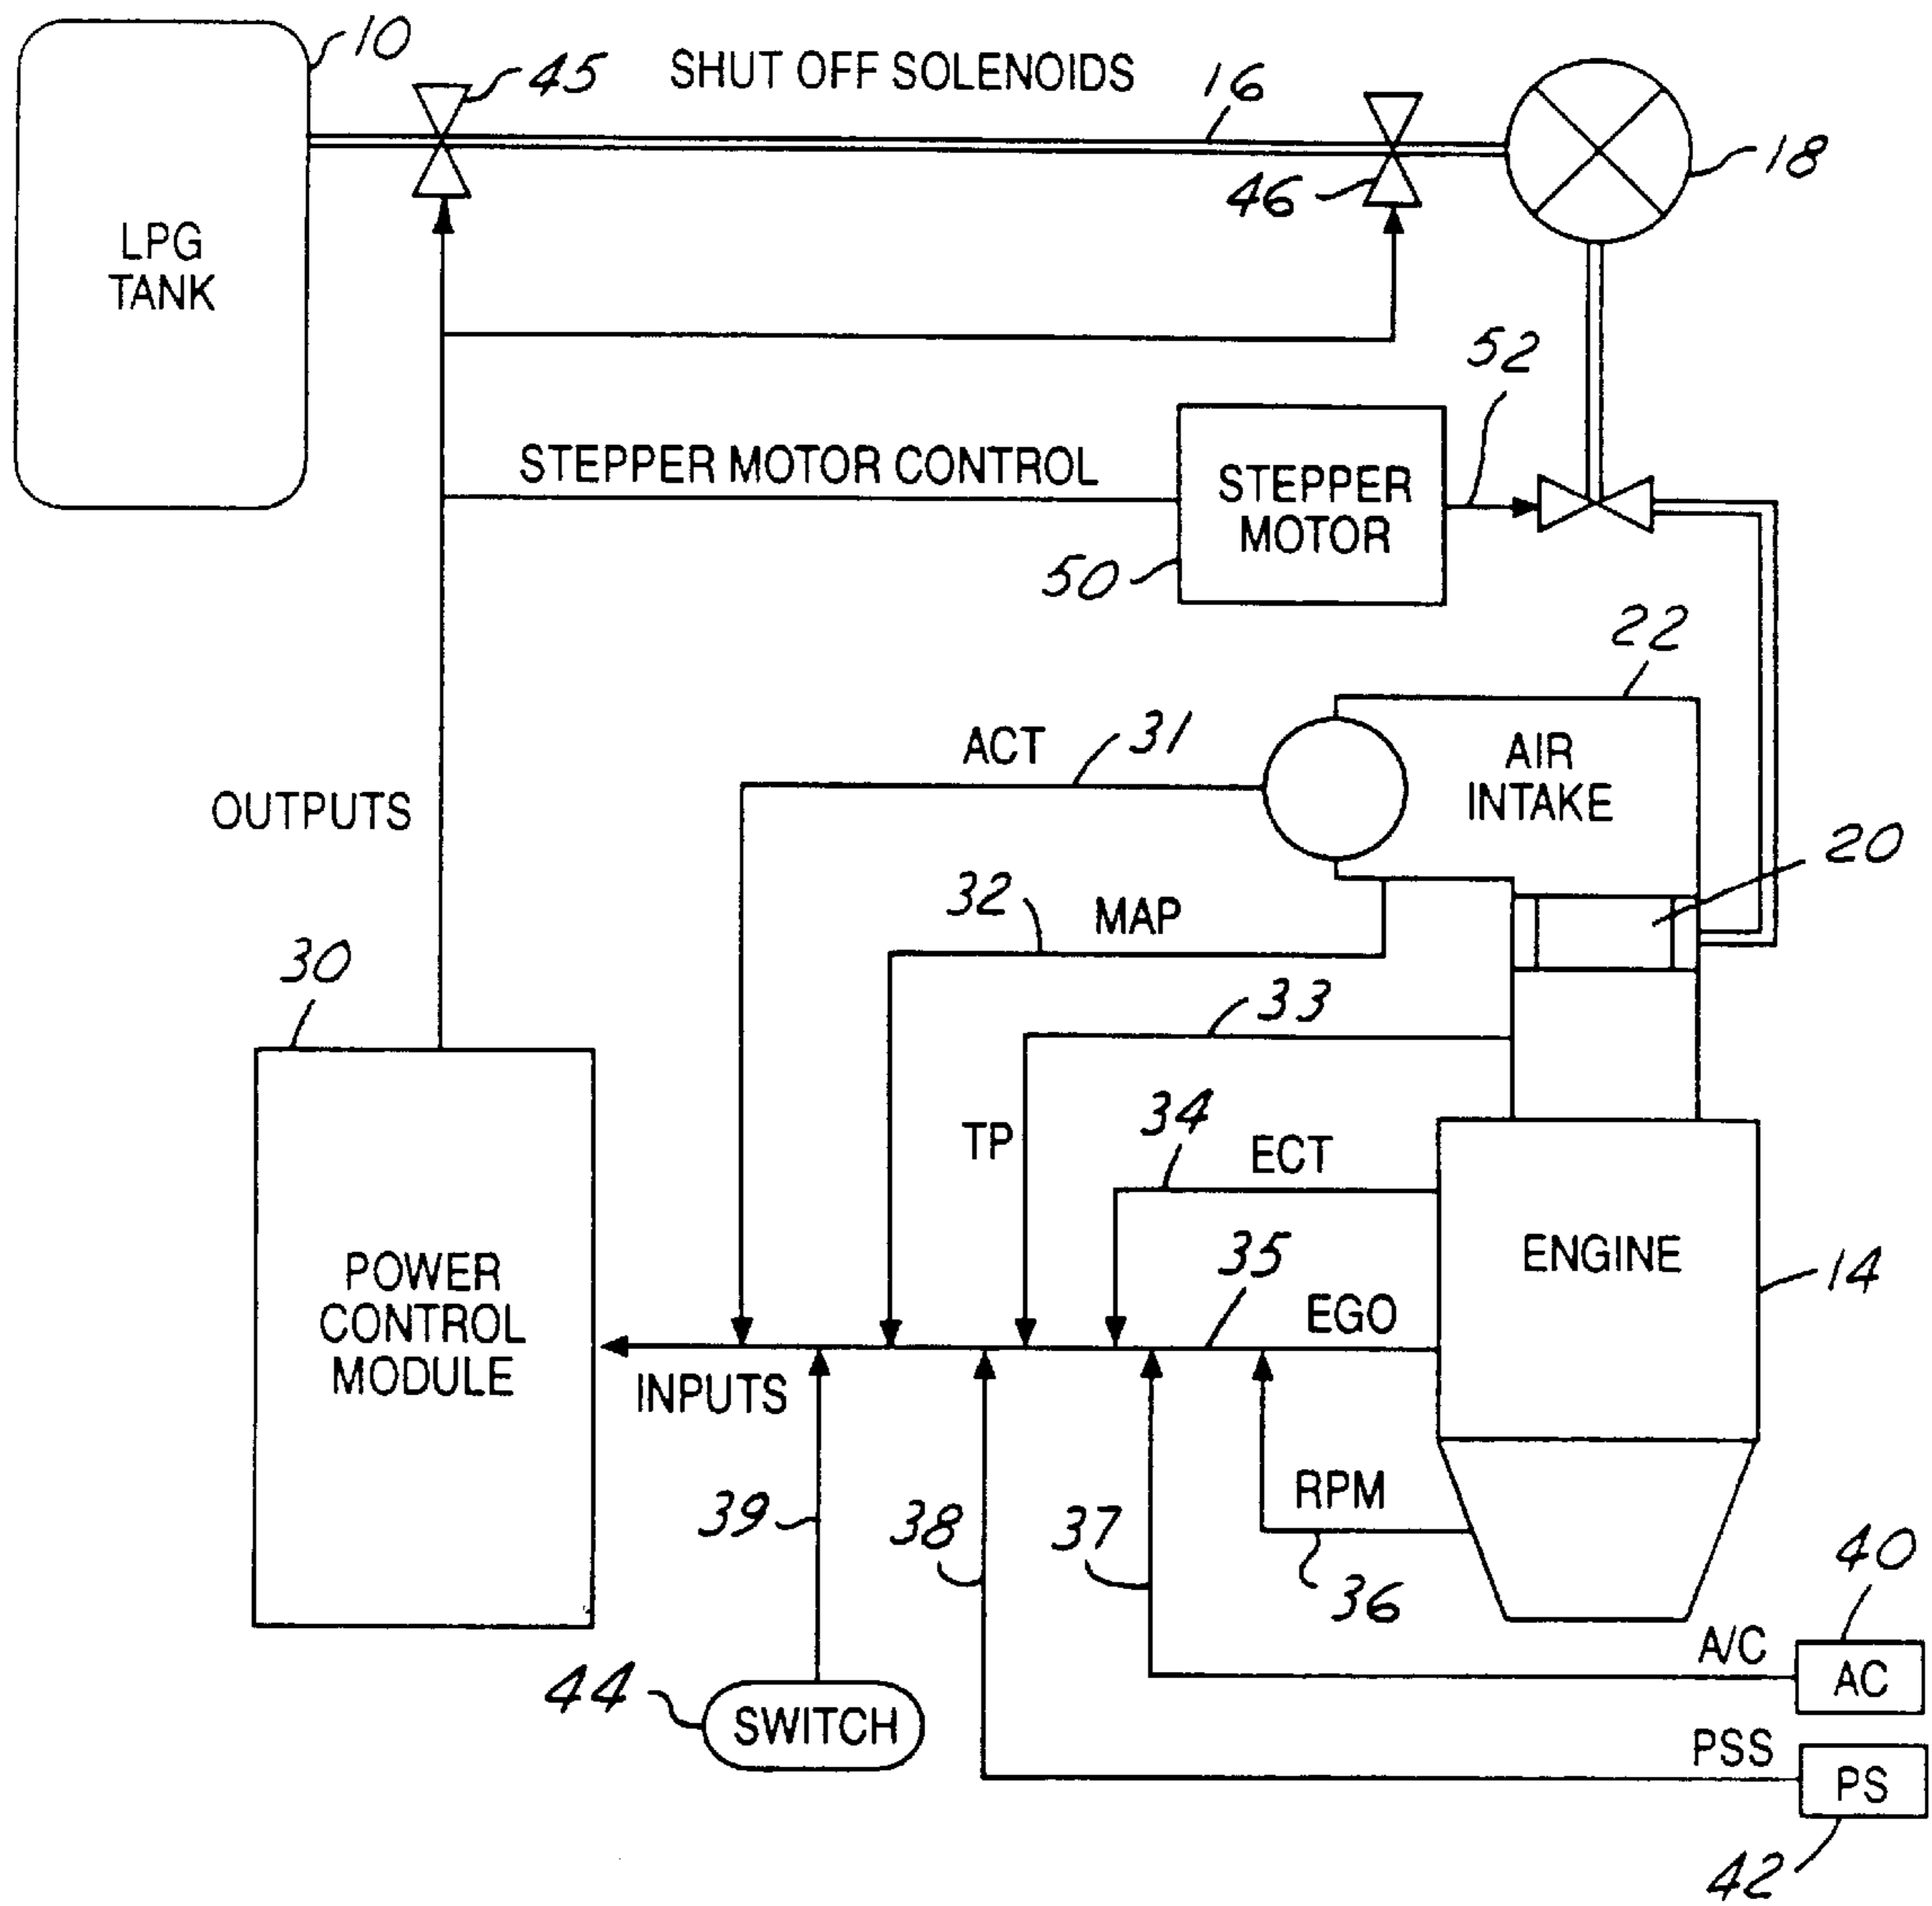 10
45
SHUT OFF SOLENOIDS
16
18
46
LPG
TANK
52
STEPPER MOTOR CONTROL
STEPPER
MOTOR
50
22
ACT
31
AIR
INTAKE
OUTPUTS
20
32
MAP
30
33
34
TP
ECT
35
ENGINE
14
POWER
CONTROL
MODULE
EGO
INPUTS
39
38
37
RPM
36
40
A/C
AC
44
SWITCH
PSS
PS
42